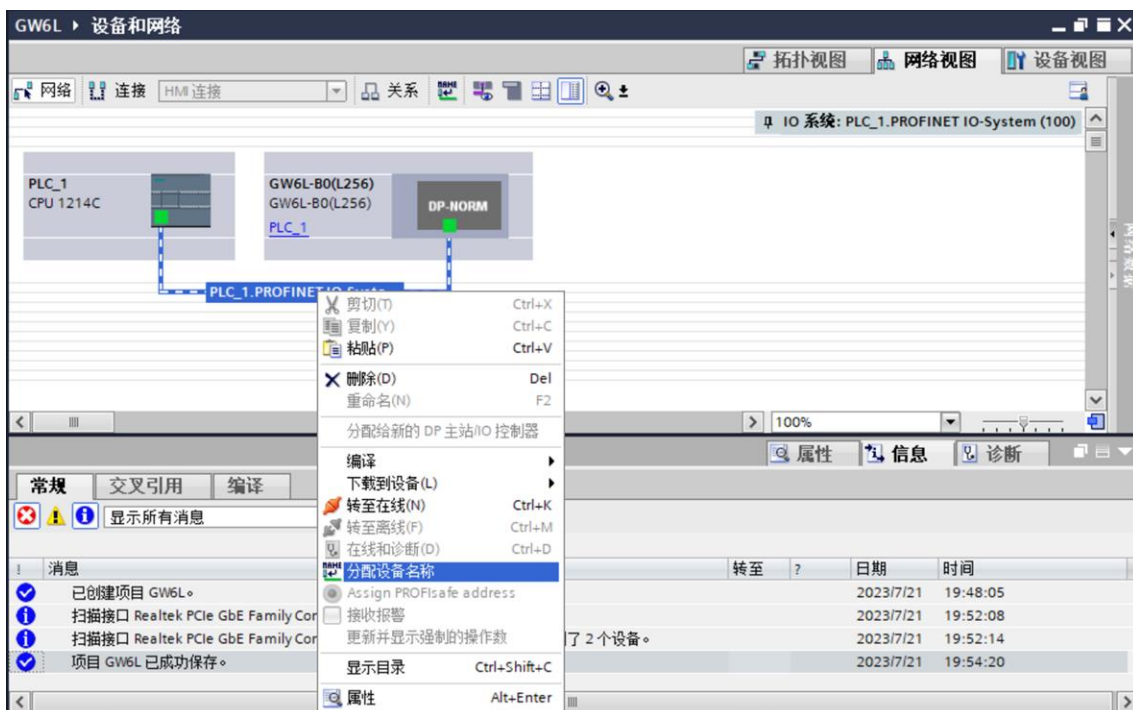 GW6L ▸ 设备和网络
拓扑视图 网络视图 设备视图
网络 连接 HMI 连接 关系
IO 系统: PLC_1.PROFINET IO-System (100)
PLC_1
CPU 1214C
GW6L-B0(L256)
GW6L-B0(L256)
PLC_1
DP-NORM
PLC_1.PROFINET IO-Syste...
剪切(T) Ctrl+X
复制(Y) Ctrl+C
粘贴(P) Ctrl+V
删除(D) Del
重命名(N) F2
分配给新的 DP 主站/IO 控制器
编译
下载到设备(L)
转至在线(N) Ctrl+K
转至离线(F) Ctrl+M
在线和诊断(D) Ctrl+D
分配设备名称
Assign PROFIsafe address
接收报警
更新并显示强制的操作数
显示目录 Ctrl+Shift+C
属性 Alt+Enter
100%
属性 信息 诊断
常规 交叉引用 编译
显示所有消息
! 消息 转至 ? 日期 时间
已创建项目 GW6L。 2023/7/21 19:48:05
扫描接口 Realtek PCIe GbE Family Con 2023/7/21 19:52:08
扫描接口 Realtek PCIe GbE Family Con 了 2 个设备。 2023/7/21 19:52:14
项目 GW6L 已成功保存。 2023/7/21 19:54:20